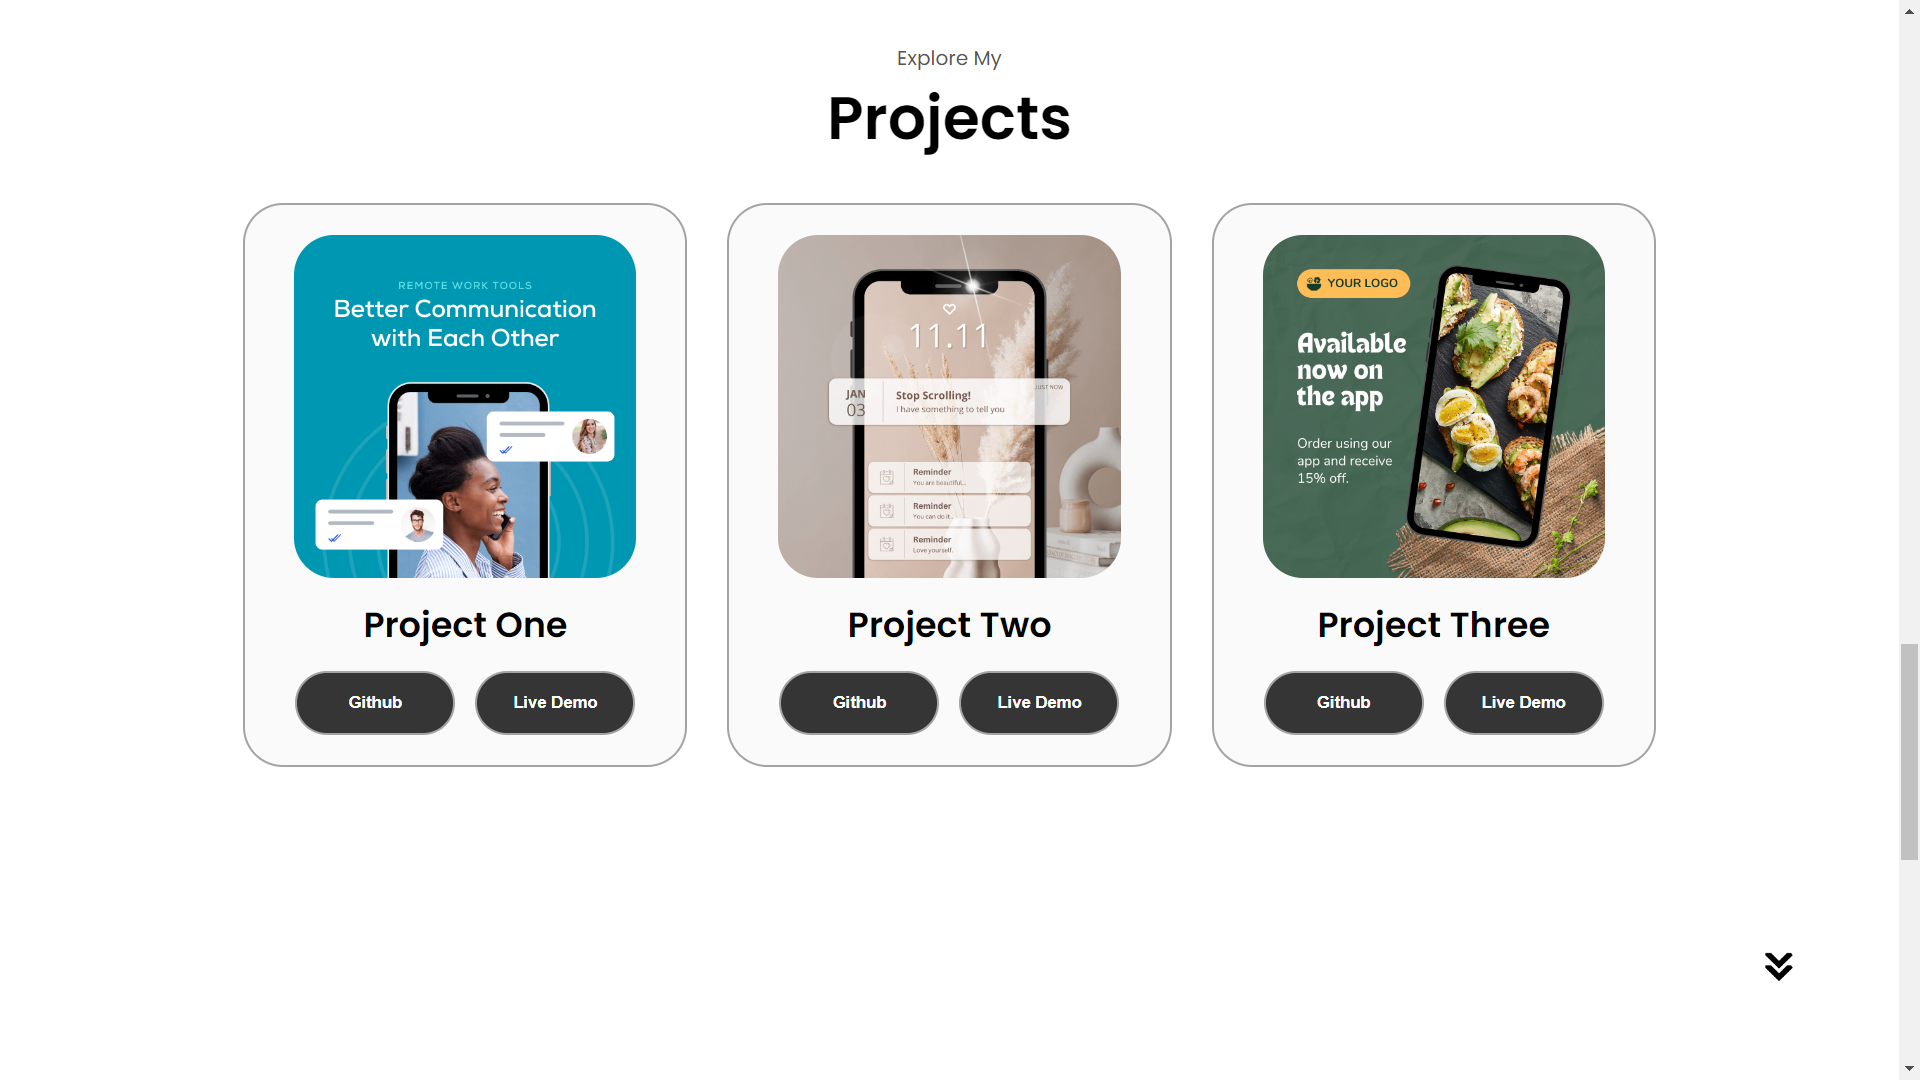 Explore My
Projects
REMOTE WORK TOOLS
Better Communication
with Each Other
Project One
Github
Live Demo
11.11
JAN
03
Stop Scrolling!
I have something to tell you
JUST NOW
Reminder
You are beautiful...
Reminder
You can do it...
Reminder
Love yourself.
Project Two
Github
Live Demo
YOUR LOGO
Available
now on
the app
Order using our
app and receive
15% off.
Project Three
Github
Live Demo